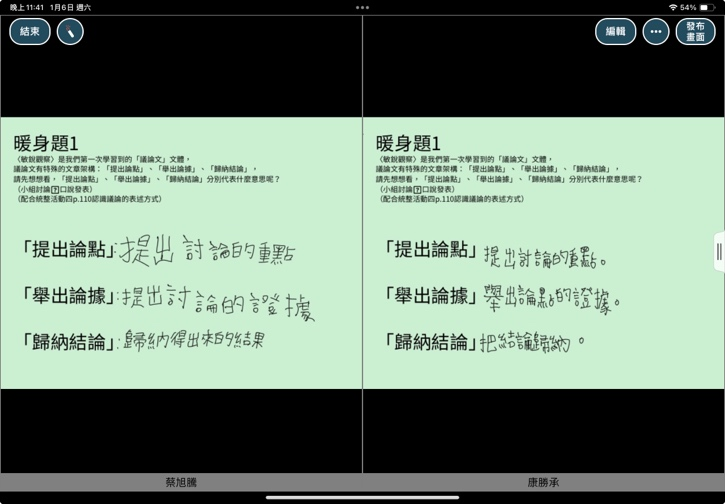 晚上11:41 1月6日 週六
54%
結束
編輯
發布
畫面
暖身題1
〈敏銳觀察〉是我們第一次學習到的「議論文」文體,
議論文有特殊的文章架構:「提出論點」、「舉出論據」、「歸納結論」,
請先想想看,「提出論點」、「舉出論據」、「歸納結論」分別代表什麼意思呢?
(小組討論?口說發表)
(配合統整活動四p.110認識議論的表述方式)
「提出論點」:提出討論的重點
「舉出論據」:提出討論的證據
「歸納結論」:歸納得出來的結果
暖身題1
〈敏銳觀察〉是我們第一次學習到的「議論文」文體,
議論文有特殊的文章架構:「提出論點」、「舉出論據」、「歸納結論」,
請先想想看,「提出論點」、「舉出論據」、「歸納結論」分別代表什麼意思呢?
(小組討論?口說發表)
(配合統整活動四p.110認識議論的表述方式)
「提出論點」提出討論的重點。
「舉出論據」舉出論點的證據。
「歸納結論」把結論歸納。
蔡旭騰
康勝承